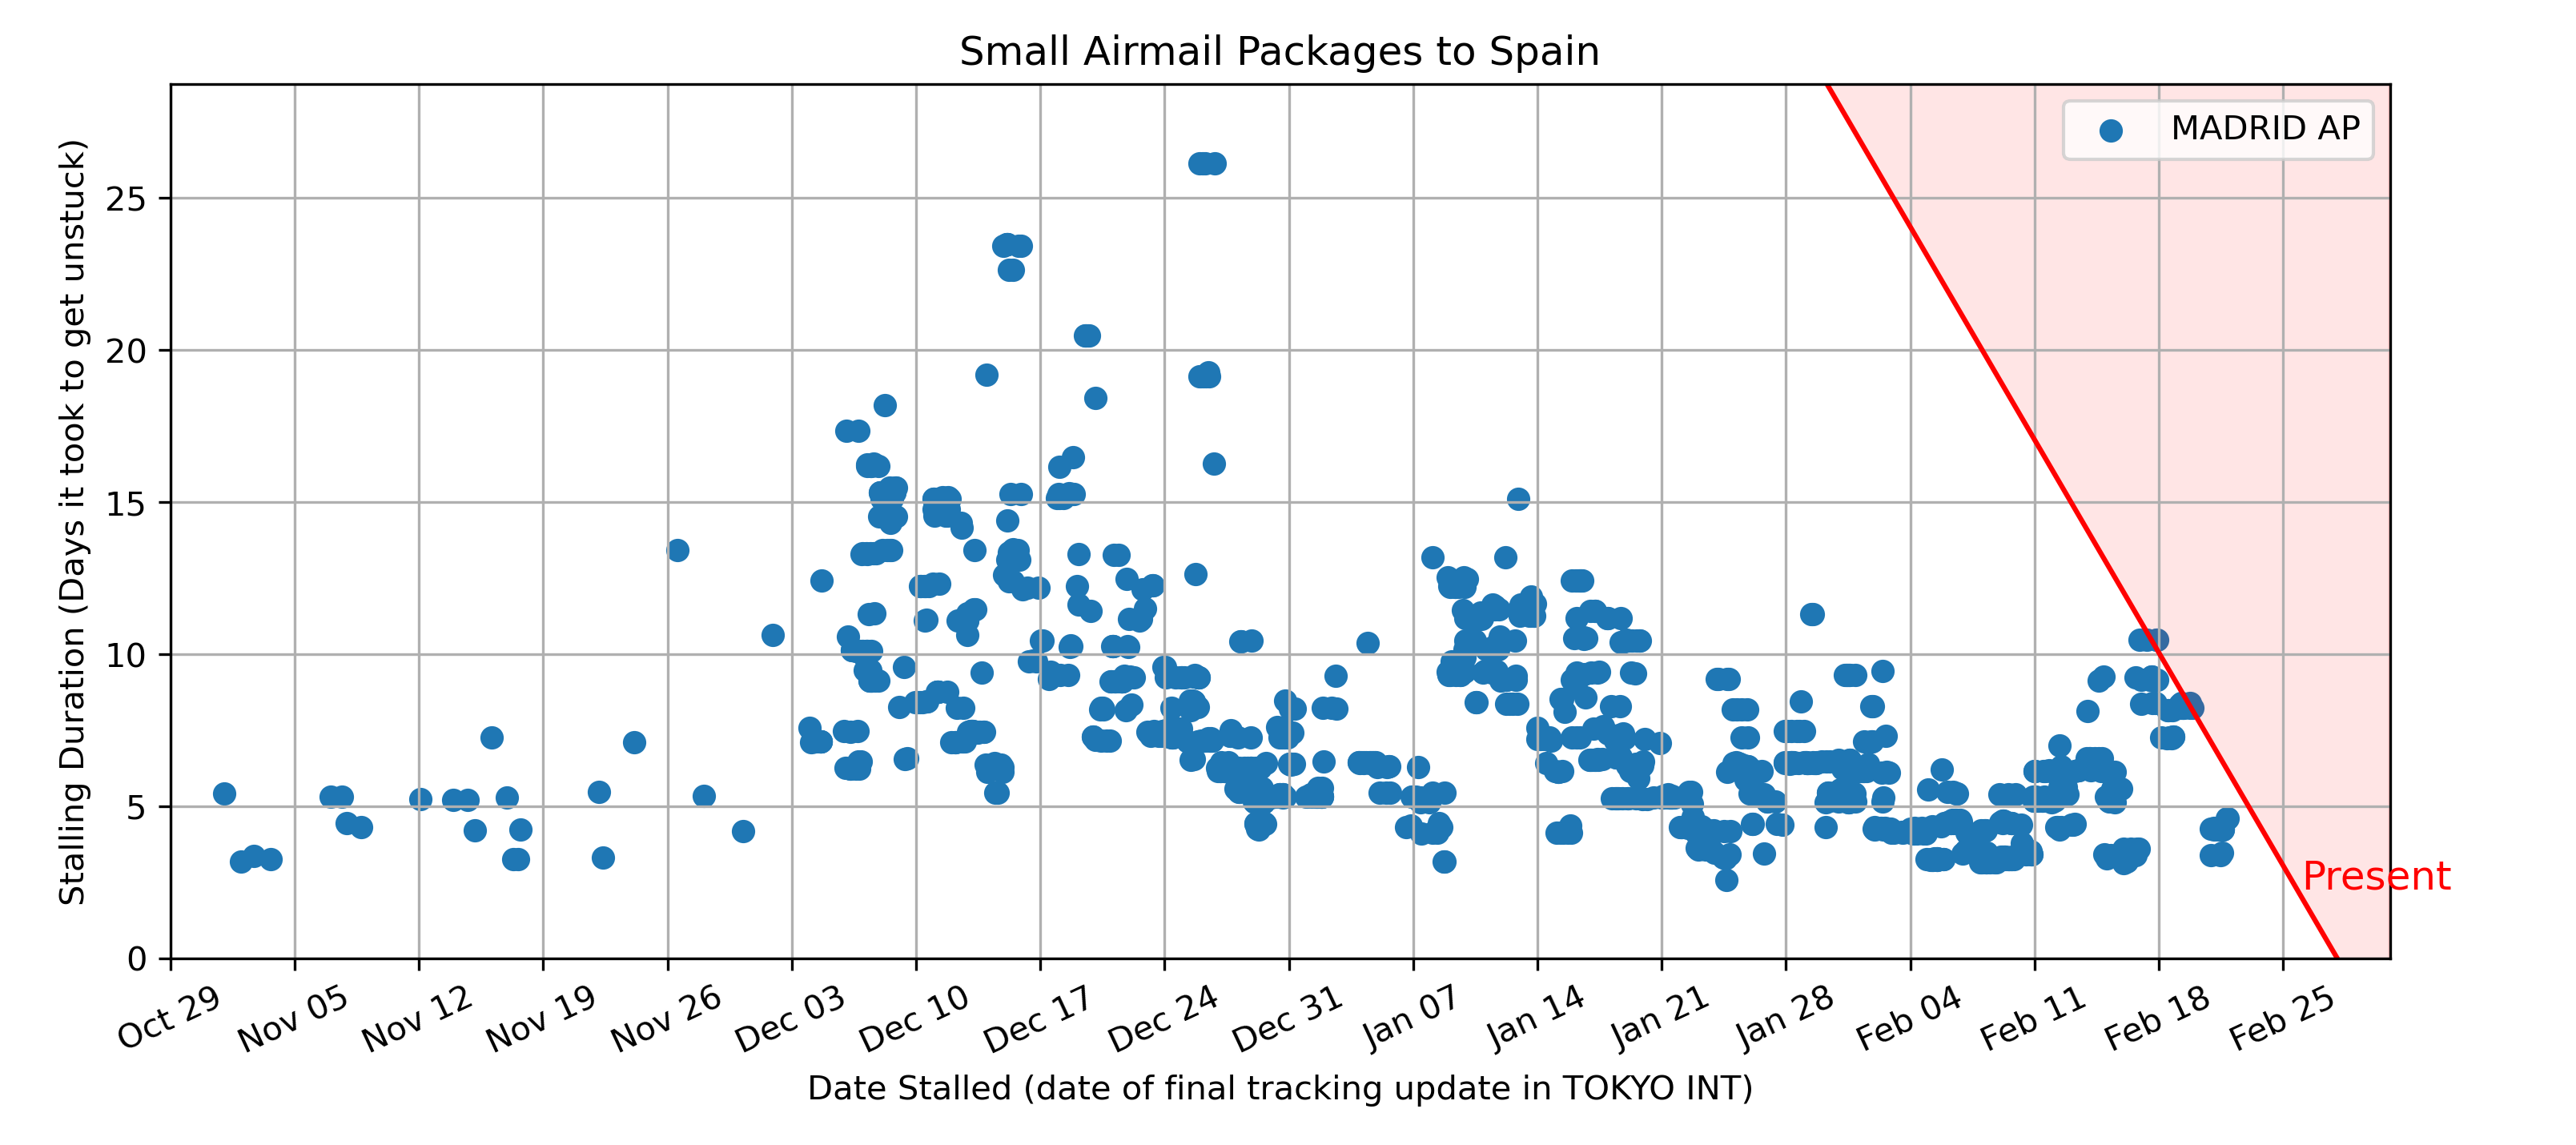 Small Airmail Packages to Spain
MADRID AP
Stalling Duration (Days it took to get unstuck)
25
20
15
10
5
0
Present
Oct 29 Nov 05 Nov 12 Nov 19 Nov 26 Dec 03 Dec 10 Dec 17 Dec 24 Dec 31 Jan 07 Jan 14 Jan 21 Jan 28 Feb 04 Feb 11 Feb 18 Feb 25
Date Stalled (date of final tracking update in TOKYO INT)